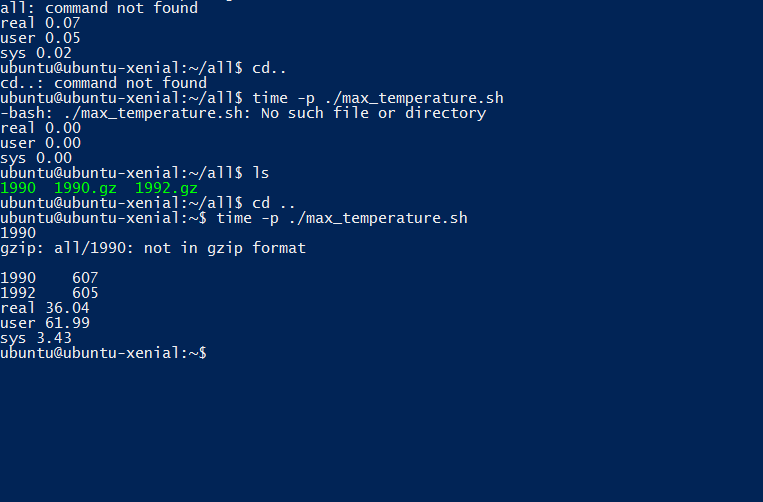 all: command not found
real 0.07
user 0.05
sys 0.02
ubuntu@ubuntu-xenial:~/all$ cd..
cd..: command not found
ubuntu@ubuntu-xenial:~/all$ time -p ./max_temperature.sh
-bash: ./max_temperature.sh: No such file or directory
real 0.00
user 0.00
sys 0.00
ubuntu@ubuntu-xenial:~/all$ ls
1990  1990.gz  1992.gz
ubuntu@ubuntu-xenial:~/all$ cd ..
ubuntu@ubuntu-xenial:~$ time -p ./max_temperature.sh
1990
gzip: all/1990: not in gzip format
1990    607
1992    605
real 36.04
user 61.99
sys 3.43
ubuntu@ubuntu-xenial:~$